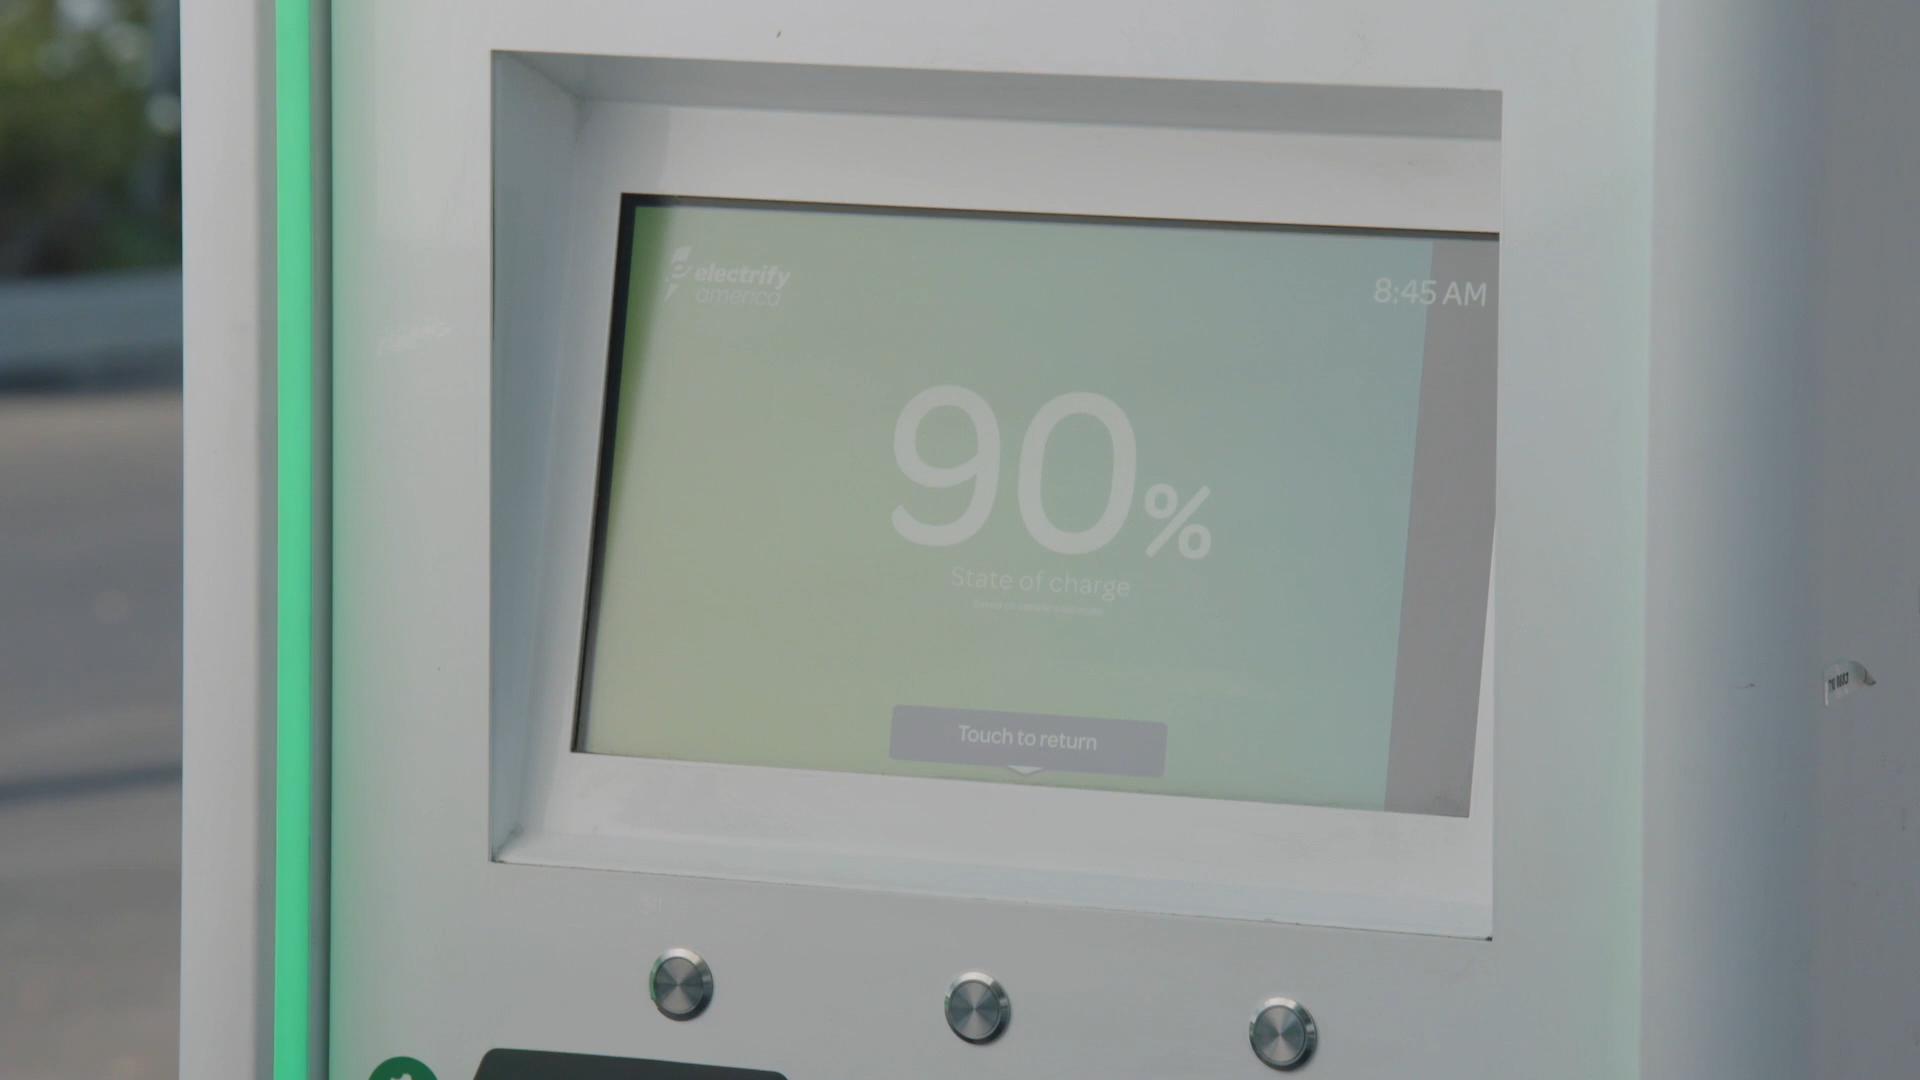 electrify
america
8:45 AM
90%
State of charge
Touch to return